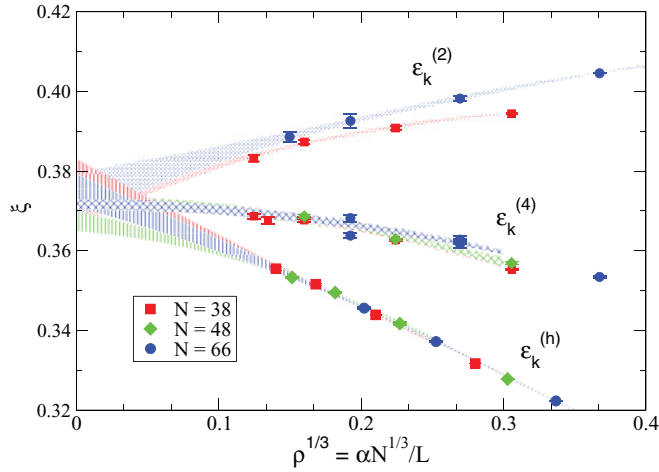 0.42
0.40
0.38
0.36
0.34
0.32
ξ
ε_k^(2)
ε_k^(4)
ε_k^(h)
N = 38
N = 48
N = 66
0
0.1
0.2
0.3
0.4
ρ^1/3 = αN^1/3/L